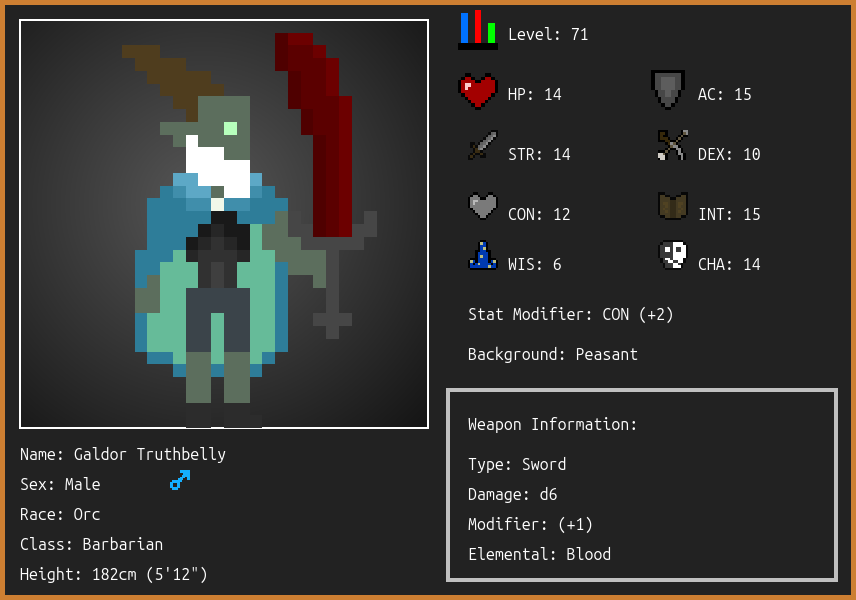 Level: 71
HP: 14
AC: 15
STR: 14
DEX: 10
CON: 12
INT: 15
WIS: 6
CHA: 14
Stat Modifier: CON (+2)
Background: Peasant
Weapon Information:
Type: Sword
Damage: d6
Modifier: (+1)
Elemental: Blood
Name: Galdor Truthbelly
Sex: Male
Race: Orc
Class: Barbarian
Height: 182cm (5'12")